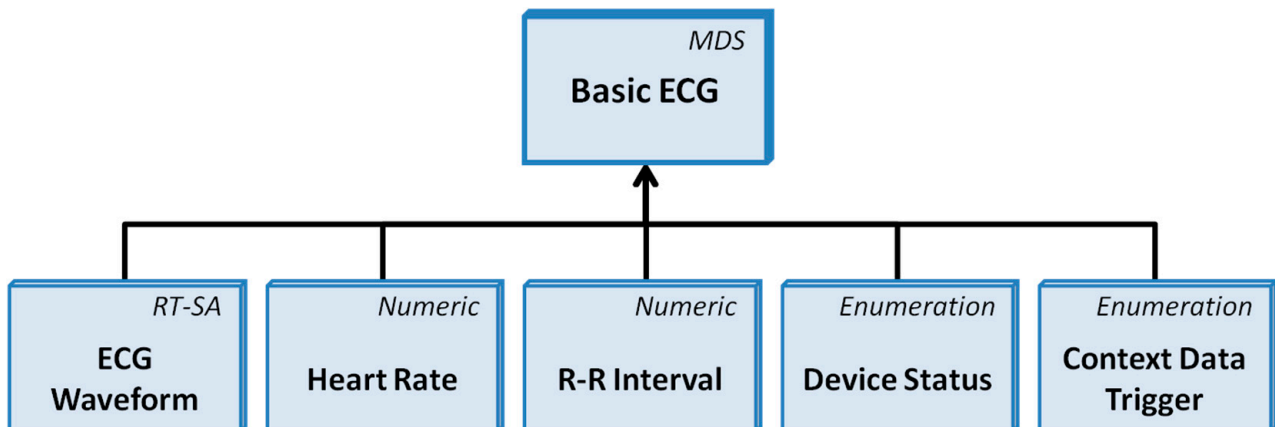 MDS
Basic ECG
RT-SA
ECG
Waveform
Numeric
Heart Rate
Numeric
R-R Interval
Enumeration
Device Status
Enumeration
Context Data
Trigger